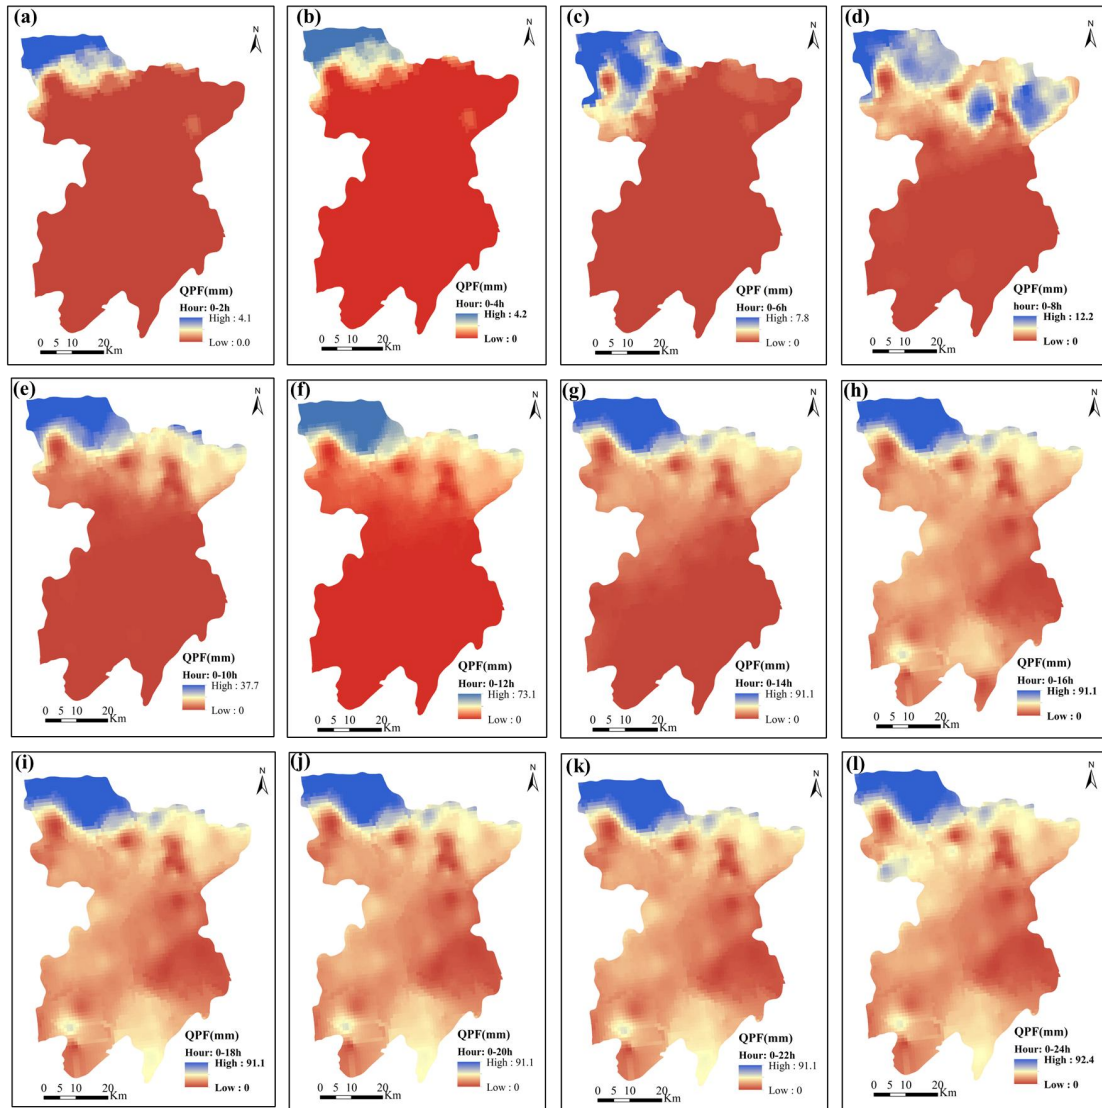 (a)
N
QPF(mm)
Hour: 0-2h
High : 4.1
Low : 0.0
0 5 10 20
Km
(b)
N
QPF(mm)
Hour: 0-4h
High : 4.2
Low : 0
0 5 10 20
Km
(c)
N
QPF (mm)
Hour: 0-6h
High : 7.8
Low : 0
0 5 10 20
Km
(d)
N
QPF(mm)
hour: 0-8h
High : 12.2
Low : 0
0 5 10 20
Km
(e)
N
QPF(mm)
Hour: 0-10h
High : 37.7
Low : 0
0 5 10 20
Km
(f)
N
QPF(mm)
Hour: 0-12h
High : 73.1
Low : 0
0 5 10 20
Km
(g)
N
QPF(mm)
Hour: 0-14h
High : 91.1
Low : 0
0 5 10 20
Km
(h)
N
QPF(mm)
Hour: 0-16h
High : 91.1
Low : 0
0 5 10 20
Km
(i)
N
QPF(mm)
Hour: 0-18h
High : 91.1
Low : 0
0 5 10 20
Km
(j)
N
QPF(mm)
Hour: 0-20h
High : 91.1
Low : 0
0 5 10 20
Km
(k)
N
QPF(mm)
Hour: 0-22h
High : 91.1
Low : 0
0 5 10 20
Km
(l)
N
QPF(mm)
Hour: 0-24h
High : 92.4
Low : 0
0 5 10 20
Km